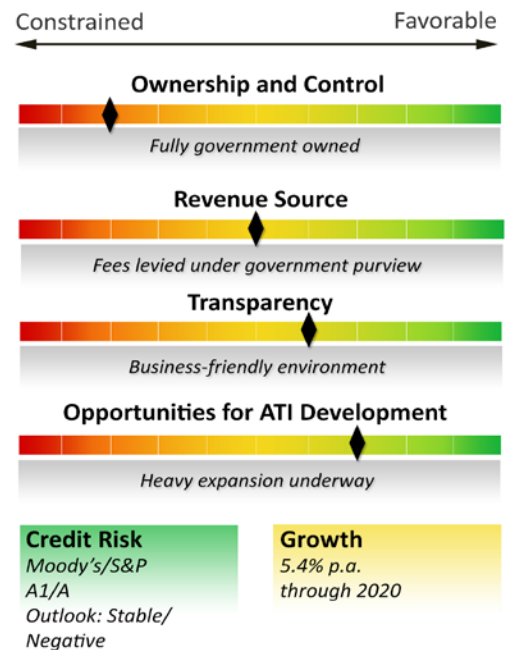 Constrained Favorable
Ownership and Control
Fully government owned
Revenue Source
Fees levied under government purview
Transparency
Business-friendly environment
Opportunities for ATI Development
Heavy expansion underway
Credit Risk
Moody's/S&P
A1/A
Outlook: Stable/
Negative
Growth
5.4% p.a.
through 2020